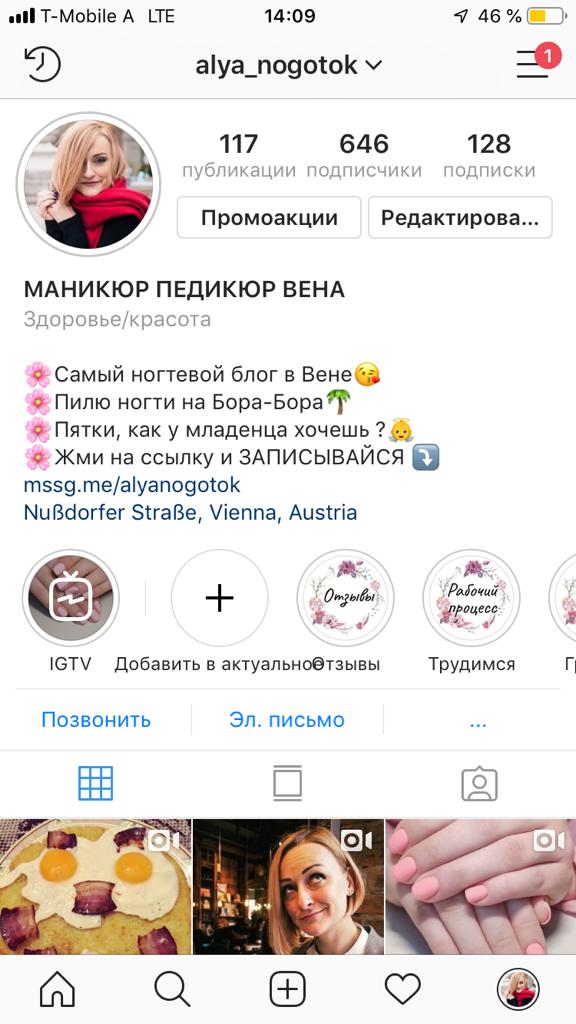 T-Mobile A LTE 14:09 46 %
alya_nogotok 1
117 646 128
публикации подписчики подписки
Промоакции Редактирова...
МАНИКЮР ПЕДИКЮР ВЕНА
Здоровье/красота
🌸Самый ногтевой блог в Вене😘
🌸Пилю ногти на Бора-Бора🌴
🌸Пятки, как у младенца хочешь ?👼
🌸Жми на ссылку и ЗАПИСЫВАЙСЯ ⤵️
mssg.me/alyanogotok
Nußdorfer Straße, Vienna, Austria
Отзывы Рабочий
процесс
IGTV Добавить в актуальное Отзывы Трудимся
Позвонить Эл. письмо ...